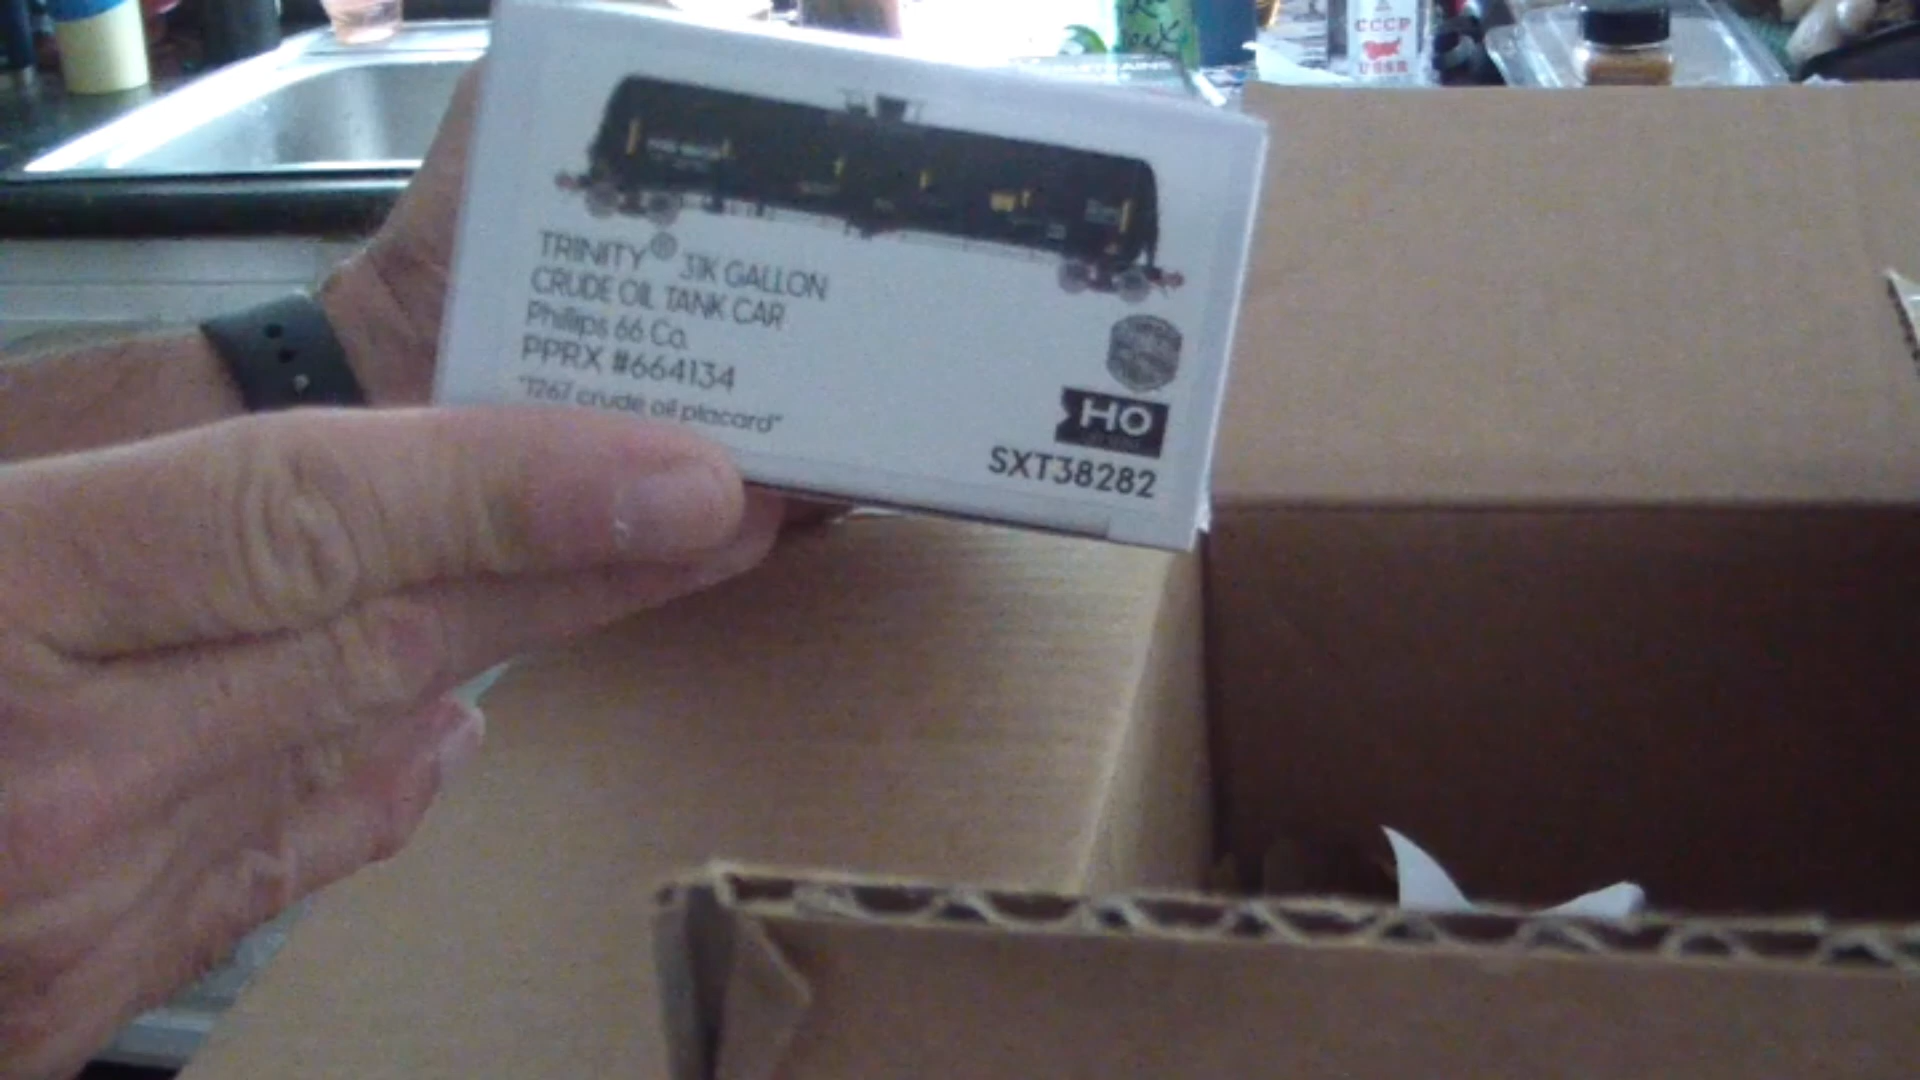 CCCP
USSR
TRINITY® 31K GALLON
CRUDE OIL TANK CAR
Phillips 66 Co.
PPRX #664134
"1267 crude oil placard"
HO
SXT38282